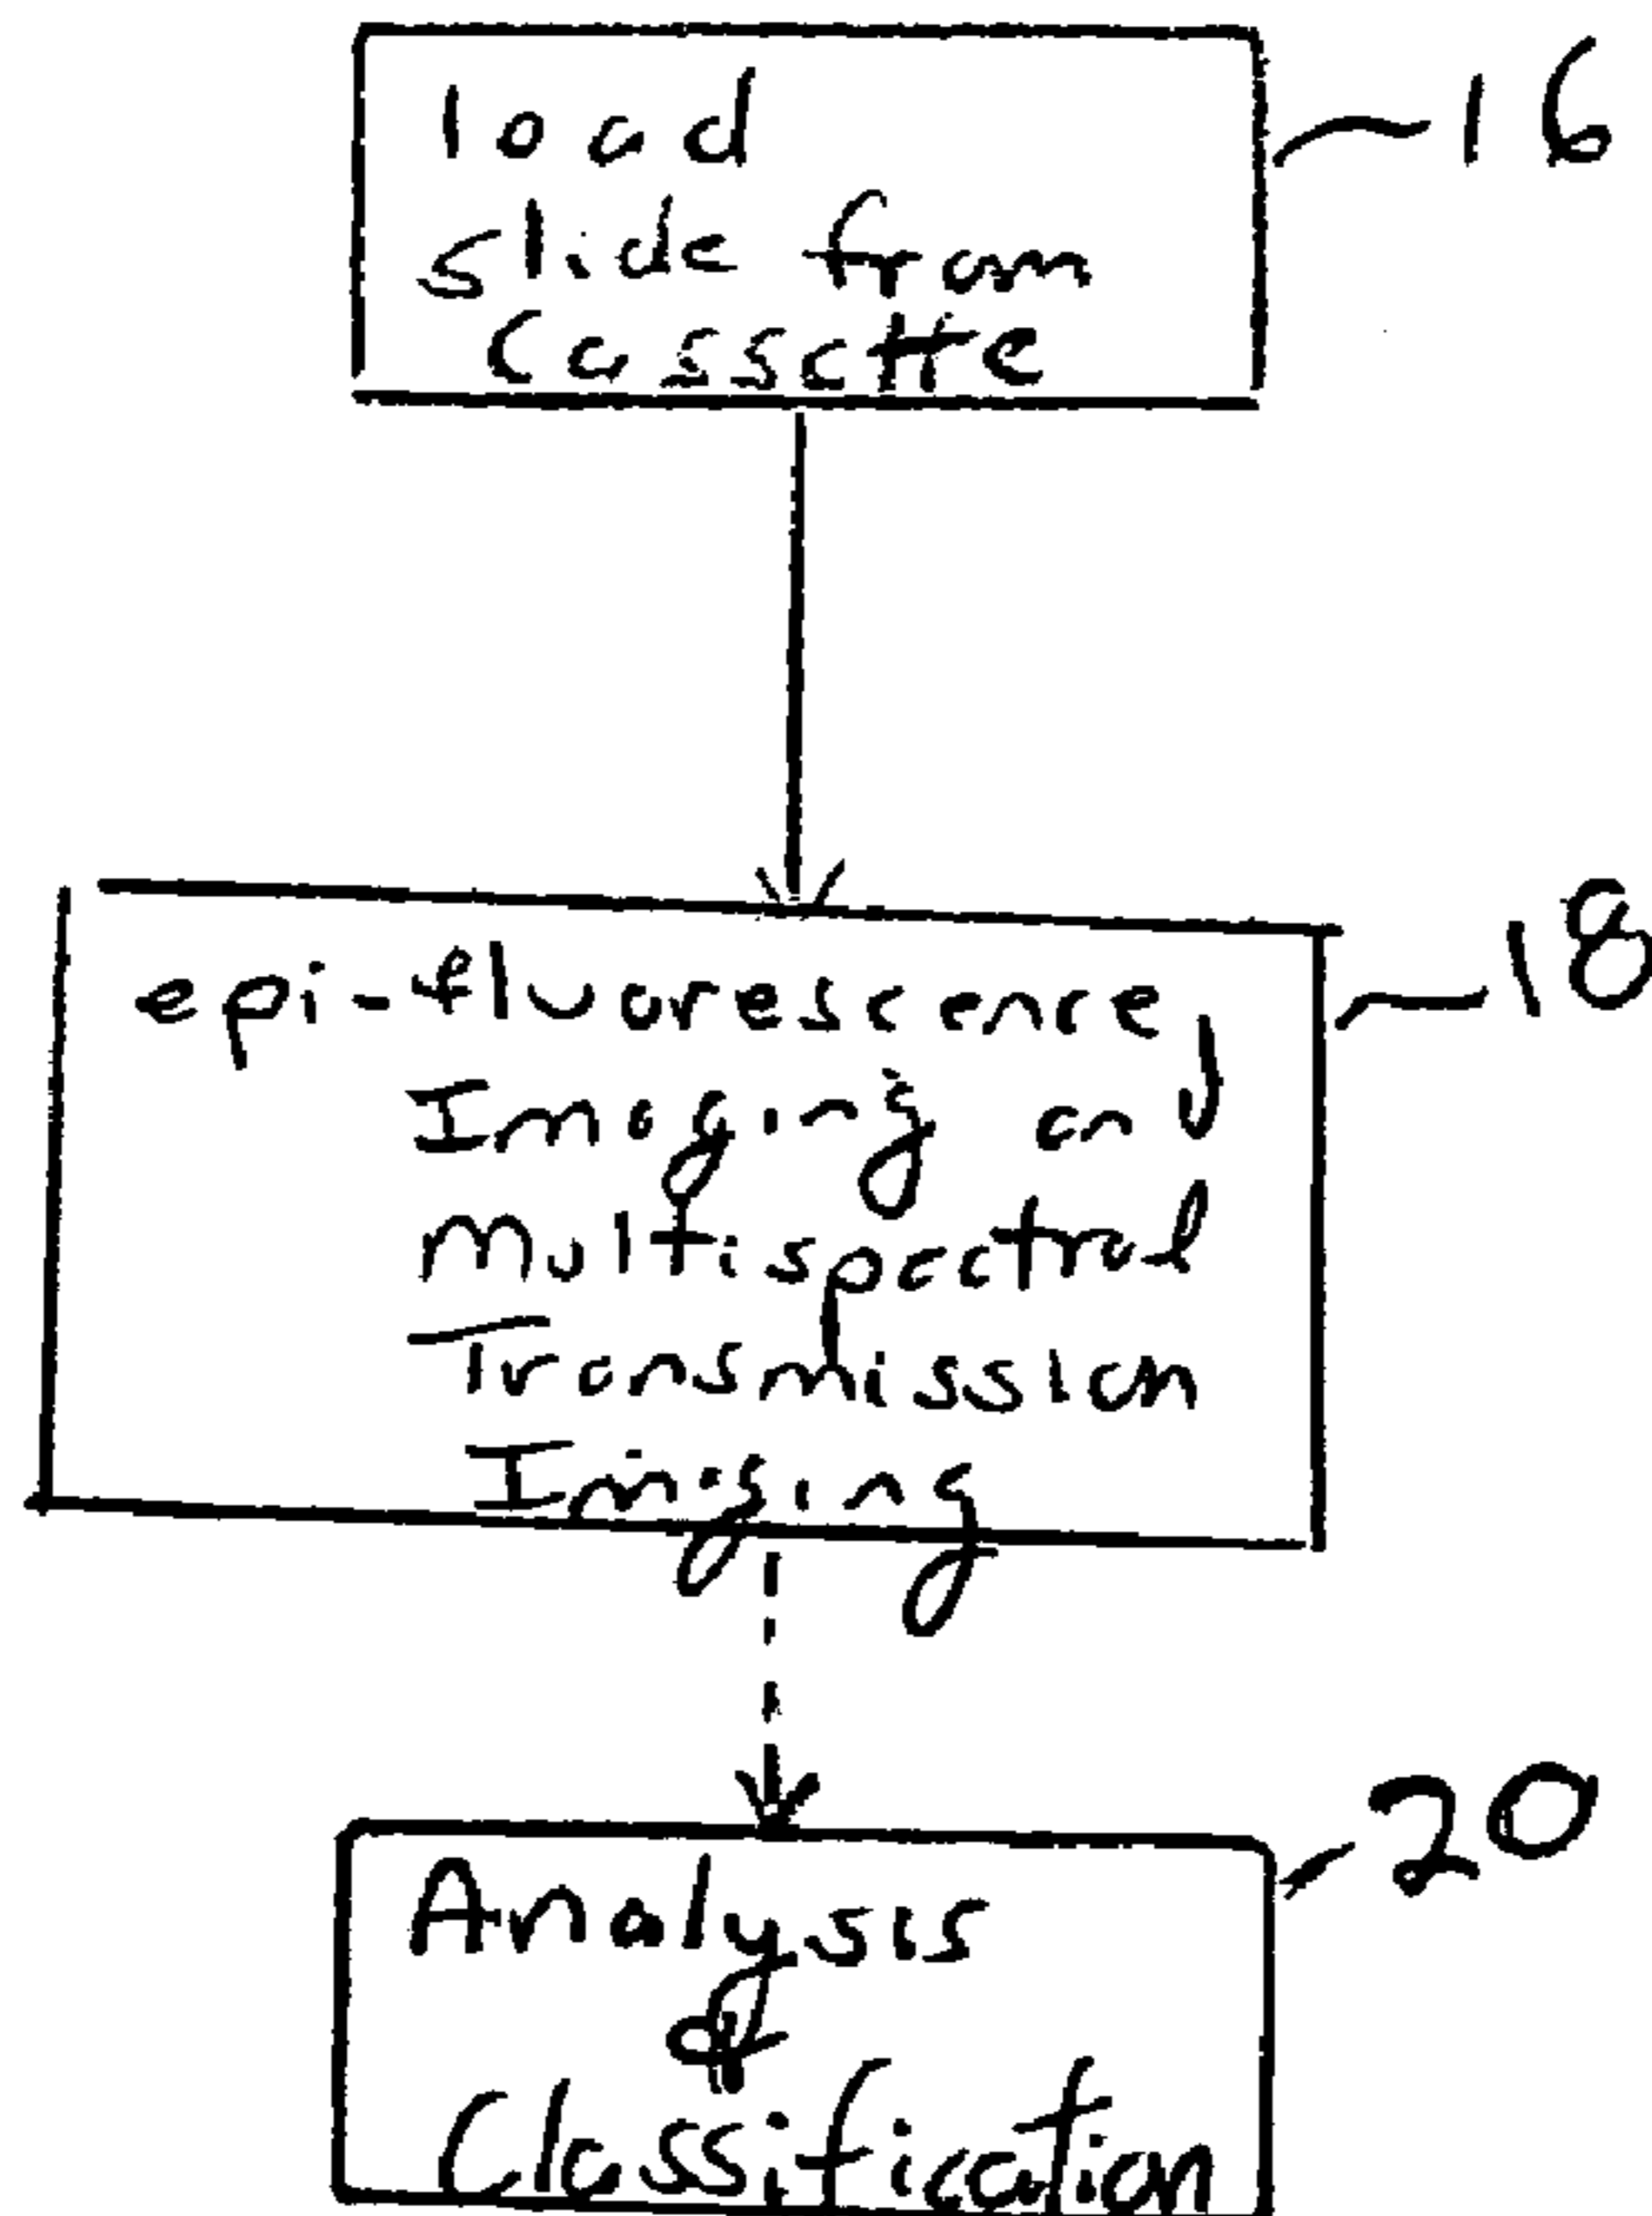 load
slide from
Cassette
16
epi-fluorescence
Imaging and
Multispectral
Transmission
Imaging
18
Analysis
&
Classification
20